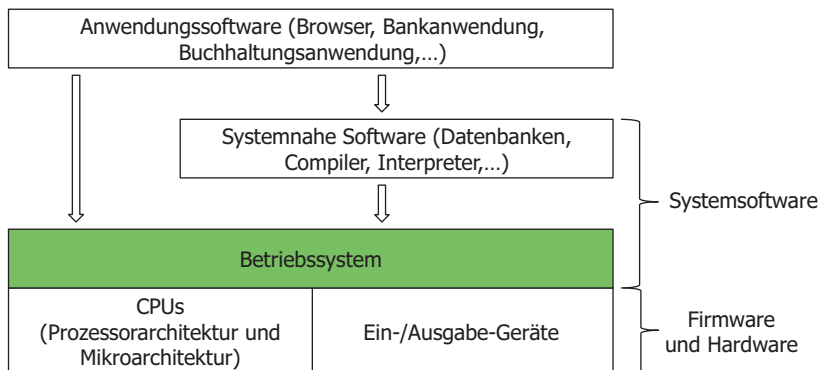 Anwendungssoftware (Browser, Bankanwendung,
Buchhaltungsanwendung,…)
Systemnahe Software (Datenbanken,
Compiler, Interpreter,…)
Systemsoftware
Betriebssystem
CPUs
(Prozessorarchitektur und
Mikroarchitektur)
Ein-/Ausgabe-Geräte
Firmware
und Hardware